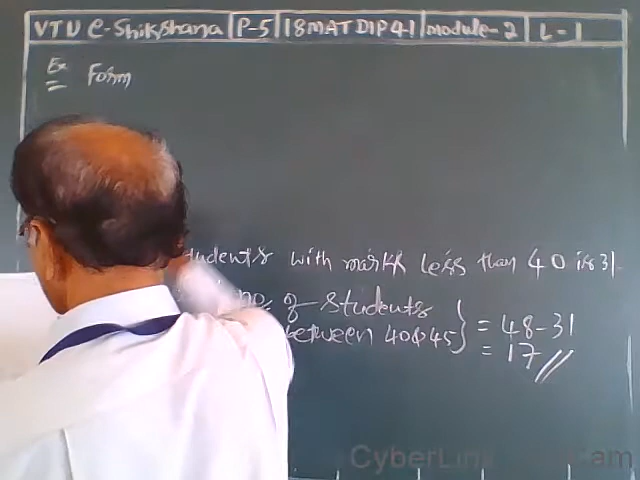 VTU e-Shikshana P-5 18MATDIP41 Module-2 L-1
Ex Form
students with marks less than 40 is 31
no. of students
between 40 & 45 } = 48-31
= 17 //
CyberLink